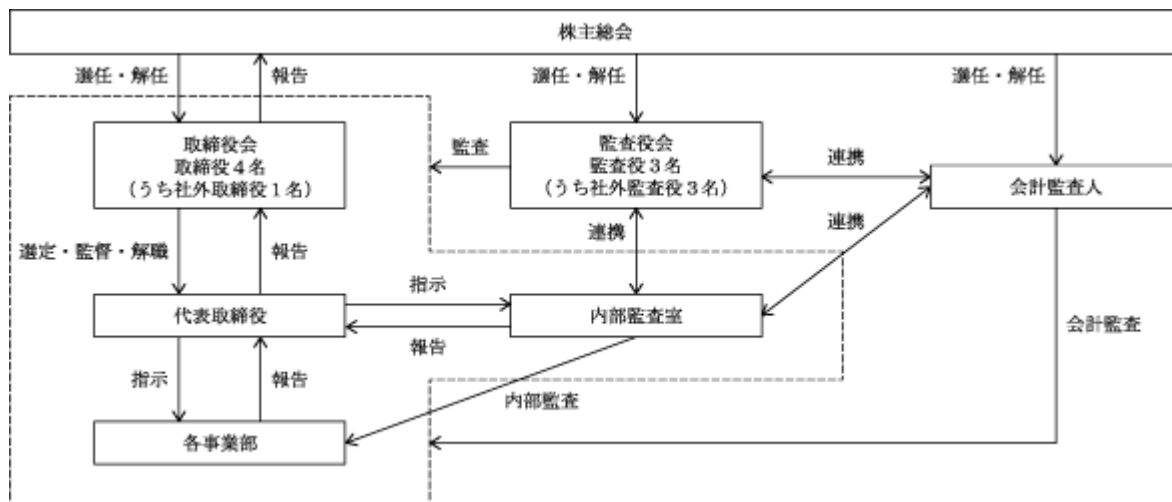 株主総会
選任・解任
報告
選任・解任
選任・解任
取締役会
取締役4名
（うち社外取締役1名）
監査
監査役会
監査役3名
（うち社外監査役3名）
連携
会計監査人
選定・監督・解職
報告
連携
連携
代表取締役
指示
報告
内部監査室
会計監査
指示
報告
内部監査
各事業部